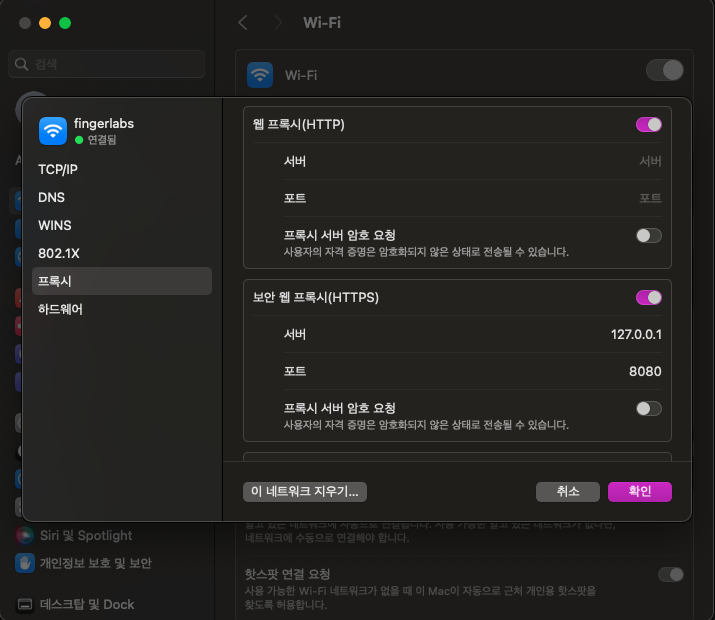 Wi-Fi
검색
Wi-Fi
fingerlabs
연결됨
TCP/IP
DNS
WINS
802.1X
프록시
하드웨어
웹 프록시(HTTP)
서버
서버
포트
포트
프록시 서버 암호 요청
사용자의 자격 증명은 암호화되지 않은 상태로 전송될 수 있습니다.
보안 웹 프록시(HTTPS)
서버
127.0.0.1
포트
8080
프록시 서버 암호 요청
사용자의 자격 증명은 암호화되지 않은 상태로 전송될 수 있습니다.
이 네트워크 지우기...
취소
확인
Siri 및 Spotlight
개인정보 보호 및 보안
데스크탑 및 Dock
네트워크에 수동으로 연결해야 합니다.
핫스팟 연결 요청
사용 가능한 Wi-Fi 네트워크가 없을 때 이 Mac이 자동으로 근처 개인용 핫스팟을
찾도록 허용합니다.